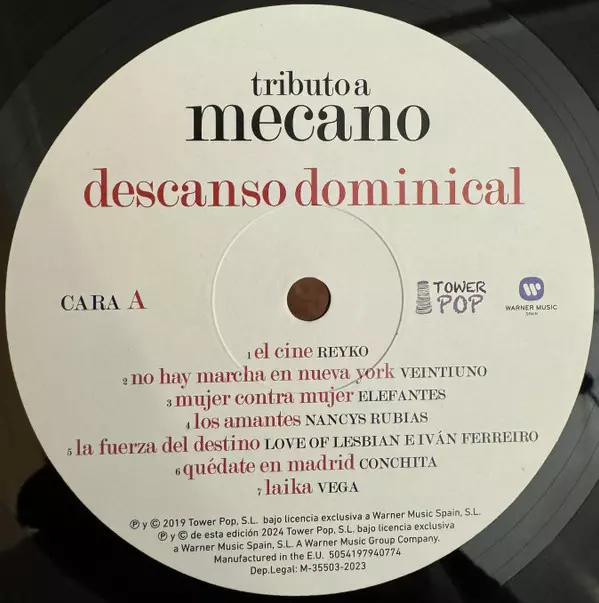 tributo a
mecano
descanso dominical
CARA A
TOWER
POP
WARNER MUSIC
SPAIN
1 el cine REYKO
2 no hay marcha en nueva york VEINTIUNO
3 mujer contra mujer ELEFANTES
4 los amantes NANCYS RUBIAS
5 la fuerza del destino LOVE OF LESBIAN E IVÁN FERREIRO
6 quédate en madrid CONCHITA
7 laika VEGA
℗ y © 2019 Tower Pop, S.L. bajo licencia exclusiva a Warner Music Spain, S.L.
℗ y © de esta edición 2024 Tower Pop, S.L. bajo licencia exclusiva
a Warner Music Spain, S.L. A Warner Music Group Company.
Manufactured in the E.U. 5054197940774
Dep.Legal: M-35503-2023